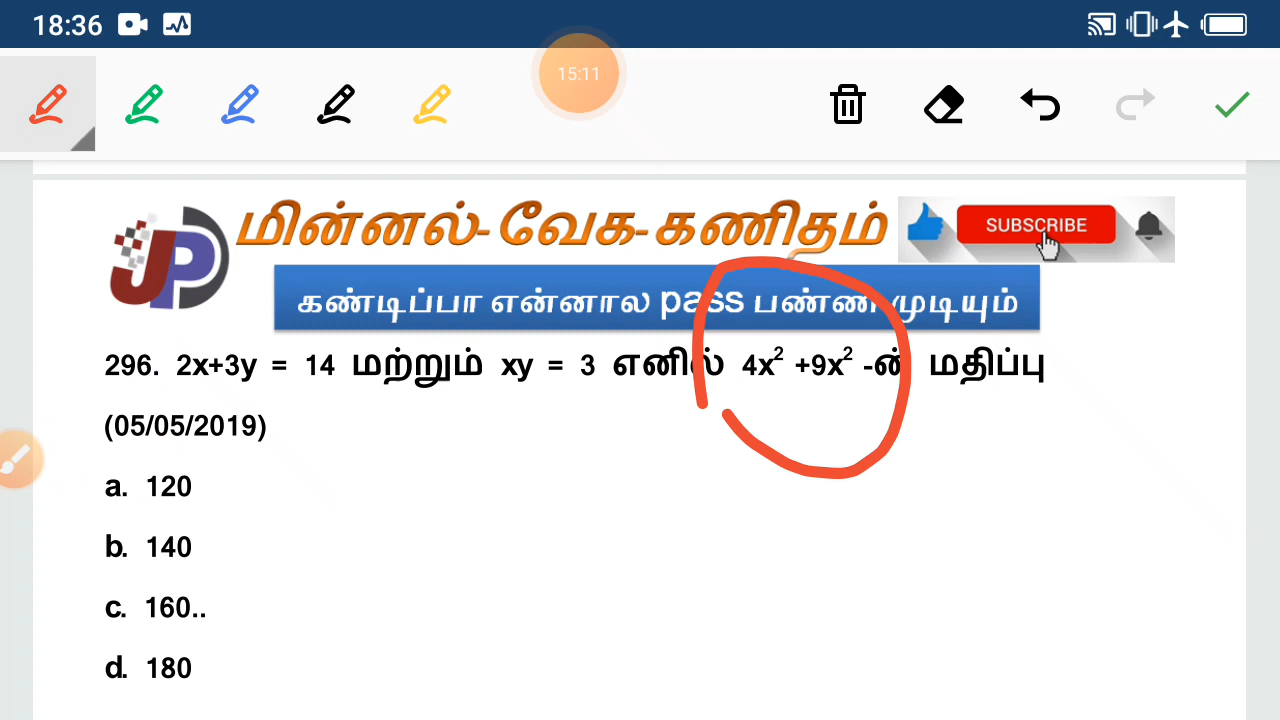 18:36
15:11
JP
மின்னல்-வேக-கணிதம்
SUBSCRIBE
கண்டிப்பா என்னால pass பண்ண முடியும்
296. 2x+3y = 14 மற்றும் xy = 3 எனில் 4x² +9x² -ன் மதிப்பு
(05/05/2019)
a. 120
b. 140
c. 160..
d. 180